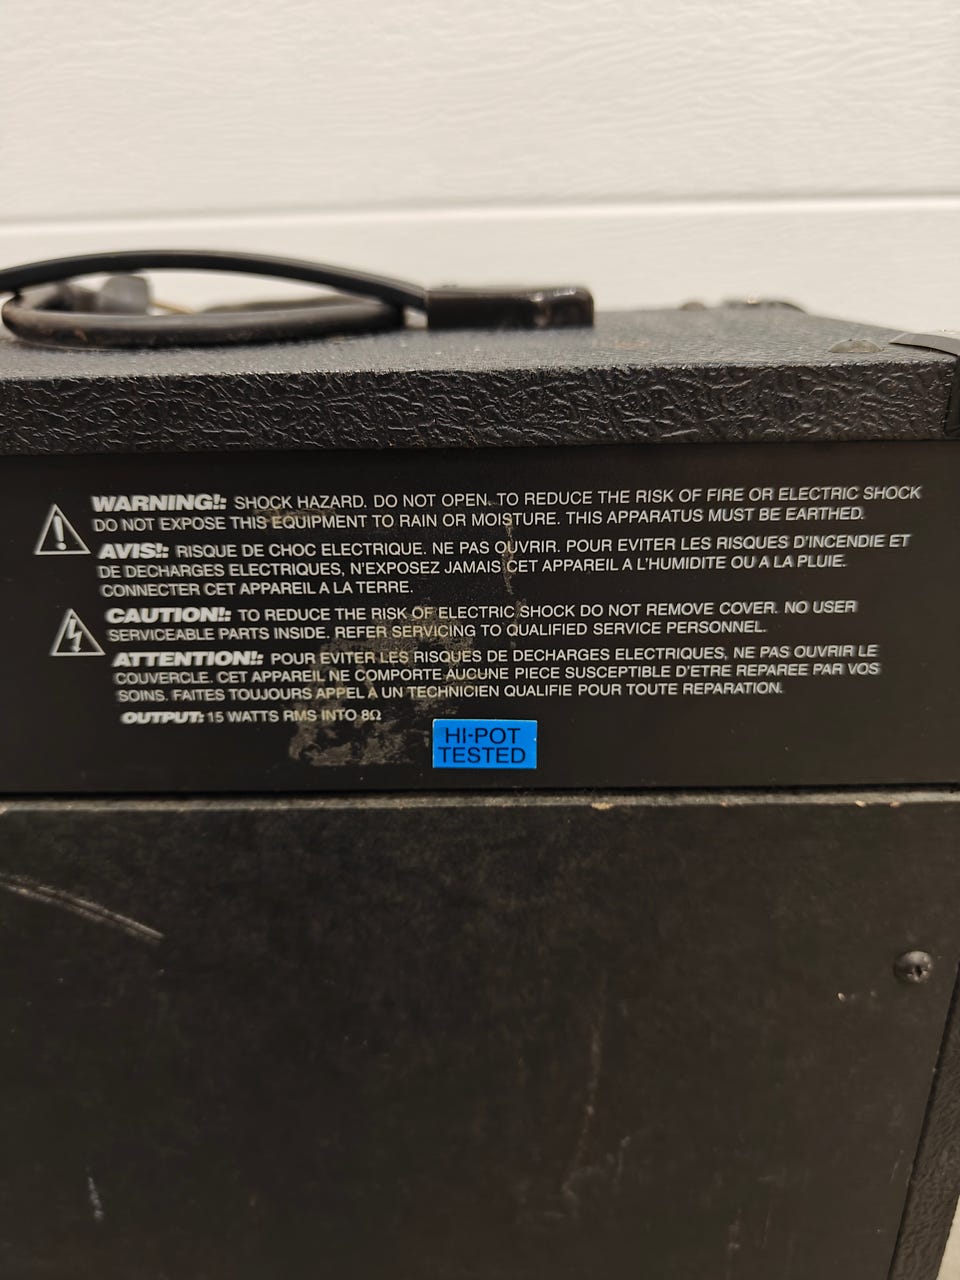 WARNING!: SHOCK HAZARD. DO NOT OPEN. TO REDUCE THE RISK OF FIRE OR ELECTRIC SHOCK
DO NOT EXPOSE THIS EQUIPMENT TO RAIN OR MOISTURE. THIS APPARATUS MUST BE EARTHED.
AVIS!: RISQUE DE CHOC ELECTRIQUE. NE PAS OUVRIR. POUR EVITER LES RISQUES D'INCENDIE ET
DE DECHARGES ELECTRIQUES, N'EXPOSEZ JAMAIS CET APPAREIL A L'HUMIDITE OU A LA PLUIE.
CONNECTER CET APPAREIL A LA TERRE.
CAUTION!: TO REDUCE THE RISK OF ELECTRIC SHOCK DO NOT REMOVE COVER. NO USER
SERVICEABLE PARTS INSIDE. REFER SERVICING TO QUALIFIED SERVICE PERSONNEL.
ATTENTION!: POUR EVITER LES RISQUES DE DECHARGES ELECTRIQUES, NE PAS OUVRIR LE
COUVERCLE. CET APPAREIL NE COMPORTE AUCUNE PIECE SUSCEPTIBLE D'ETRE REPAREE PAR VOS
SOINS. FAITES TOUJOURS APPEL À UN TECHNICIEN QUALIFIE POUR TOUTE REPARATION.
OUTPUT: 15 WATTS RMS INTO 8Ω
HI-POT
TESTED